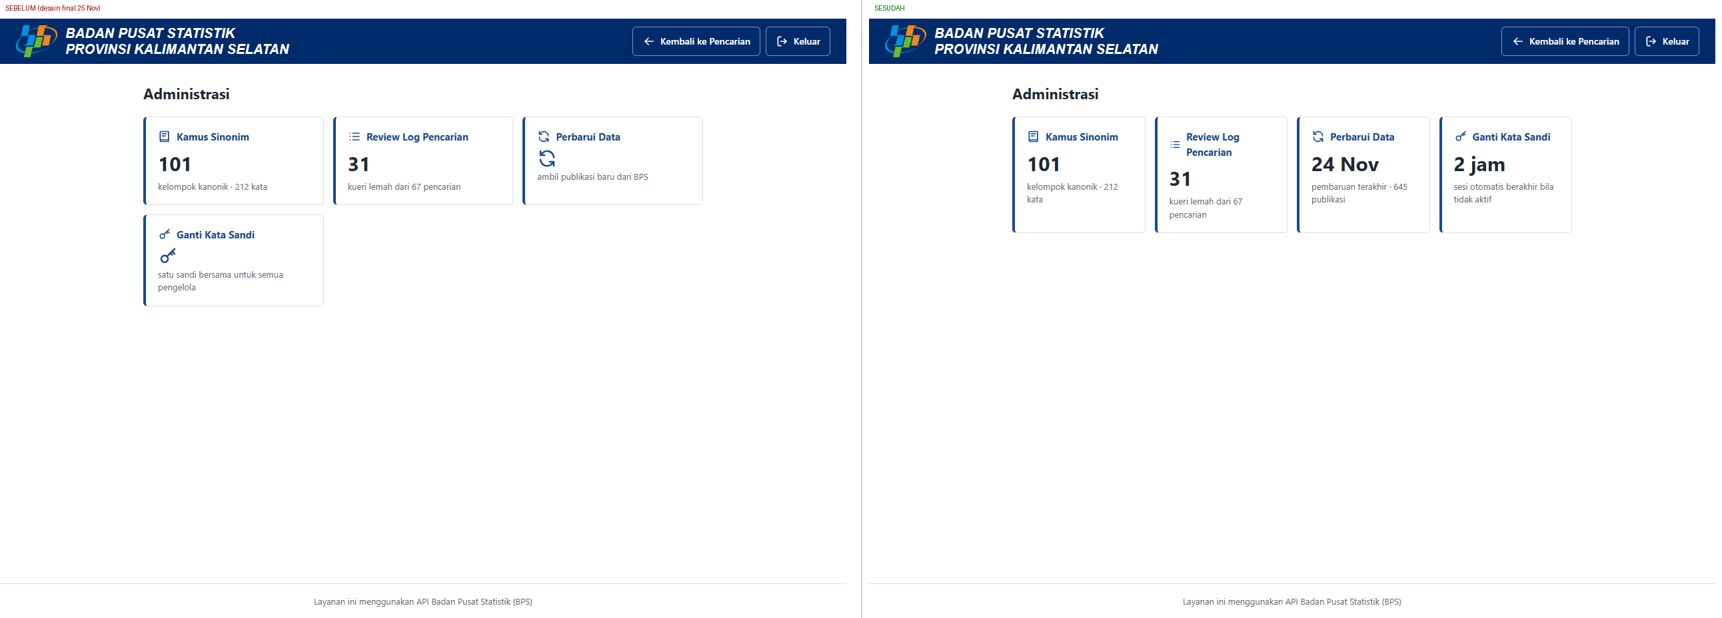 SEBELUM (desain final 25 Nov)
BADAN PUSAT STATISTIK
PROVINSI KALIMANTAN SELATAN
Kembali ke Pencarian
Keluar
Administrasi
Kamus Sinonim
101
kelompok kanonik · 212 kata
Review Log Pencarian
31
kueri lemah dari 67 pencarian
Perbarui Data
ambil publikasi baru dari BPS
Ganti Kata Sandi
satu sandi bersama untuk semua
pengelola
Layanan ini menggunakan API Badan Pusat Statistik (BPS)
SESUDAH
BADAN PUSAT STATISTIK
PROVINSI KALIMANTAN SELATAN
Kembali ke Pencarian
Keluar
Administrasi
Kamus Sinonim
101
kelompok kanonik · 212
kata
Review Log
Pencarian
31
kueri lemah dari 67
pencarian
Perbarui Data
24 Nov
pembaruan terakhir · 645
publikasi
Ganti Kata Sandi
2 jam
sesi otomatis berakhir bila
tidak aktif
Layanan ini menggunakan API Badan Pusat Statistik (BPS)